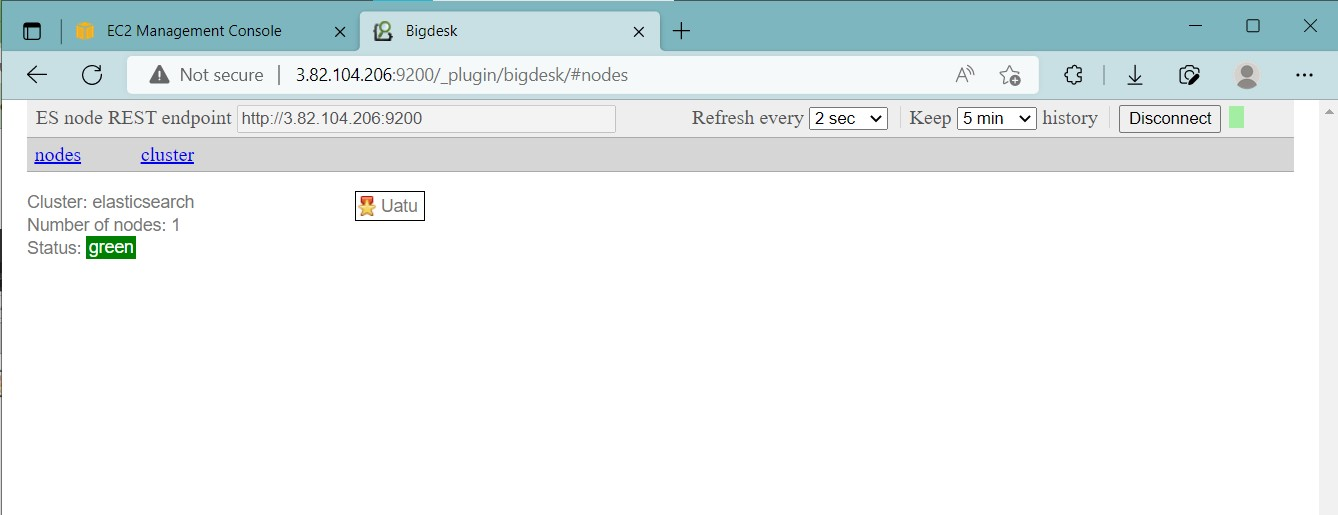 EC2 Management Console
Bigdesk
Not secure
3.82.104.206:9200/_plugin/bigdesk/#nodes
ES node REST endpoint http://3.82.104.206:9200 Refresh every 2 sec Keep 5 min history Disconnect
nodes cluster
Cluster: elasticsearch
Number of nodes: 1
Status: green
Uatu